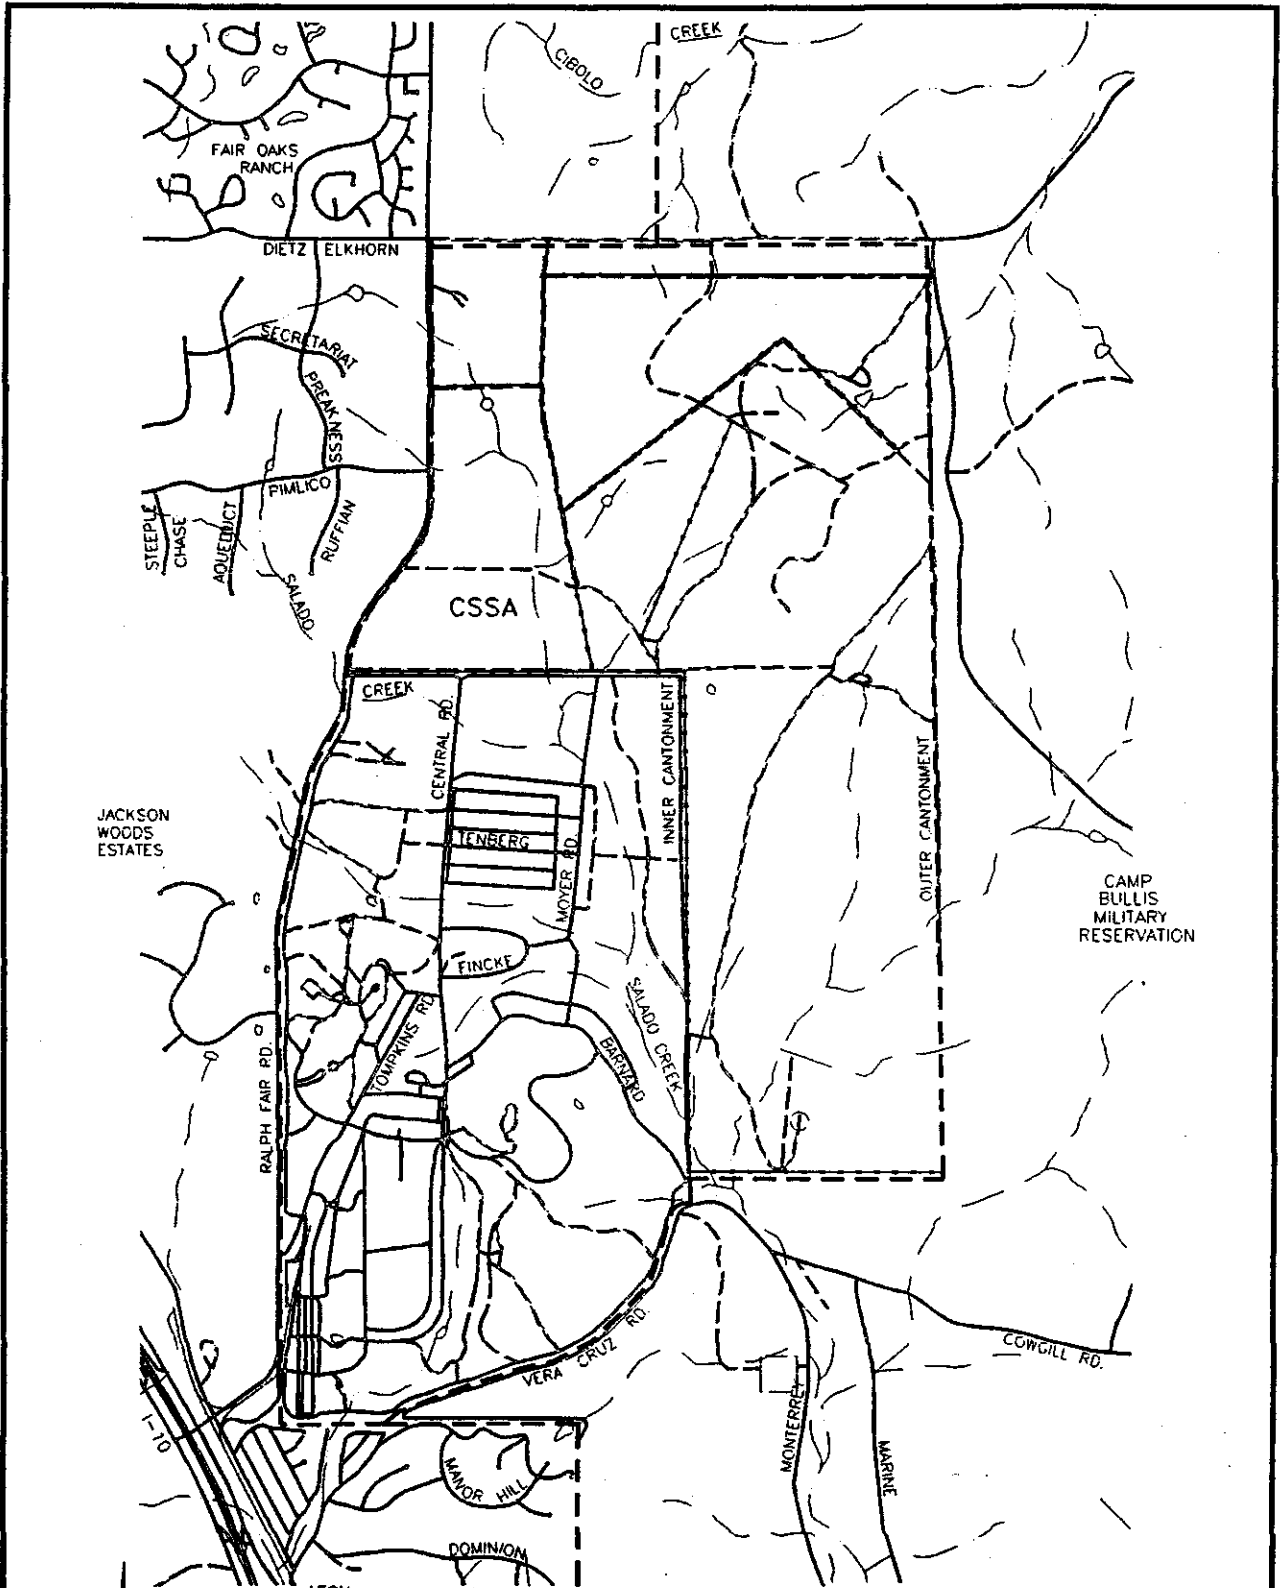 CREEK
CIBOLO
FAIR OAKS
RANCH
DIETZ ELKHORN
SECRETARIAT
PREAKNESS
PIMLICO
STEEPLE
CHASE
AQUEDUCT
RUFFIAN
SALADO
CSSA
CREEK
CENTRAL RD.
INNER CANTONMENT
OUTER CANTONMENT
JACKSON
WOODS
ESTATES
TENBERG
MOYER RD.
CAMP
BULLIS
MILITARY
RESERVATION
FINCKE
SALADO CREEK
TOMPKINS RD.
BARNARD
RALPH FAIR RD.
VERA CRUZ RD.
COWGILL RD.
I-10
MONTERREY
MARINE
MANOR HILL
DOMINION